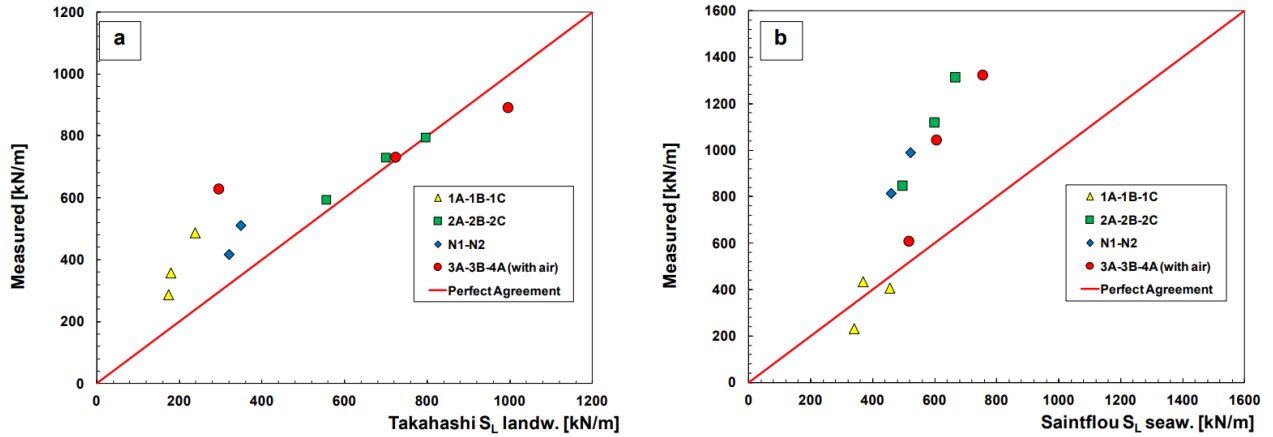 a
1200
1000
800
600
400
200
0
Measured [kN/m]
1A-1B-1C
2A-2B-2C
N1-N2
3A-3B-4A (with air)
Perfect Agreement
0 200 400 600 800 1000 1200
Takahashi SL landw. [kN/m]
b
1600
1400
1200
1000
800
600
400
200
0
Measured [kN/m]
1A-1B-1C
2A-2B-2C
N1-N2
3A-3B-4A (with air)
Perfect Agreement
0 200 400 600 800 1000 1200 1400 1600
Saintflou SL seaw. [kN/m]